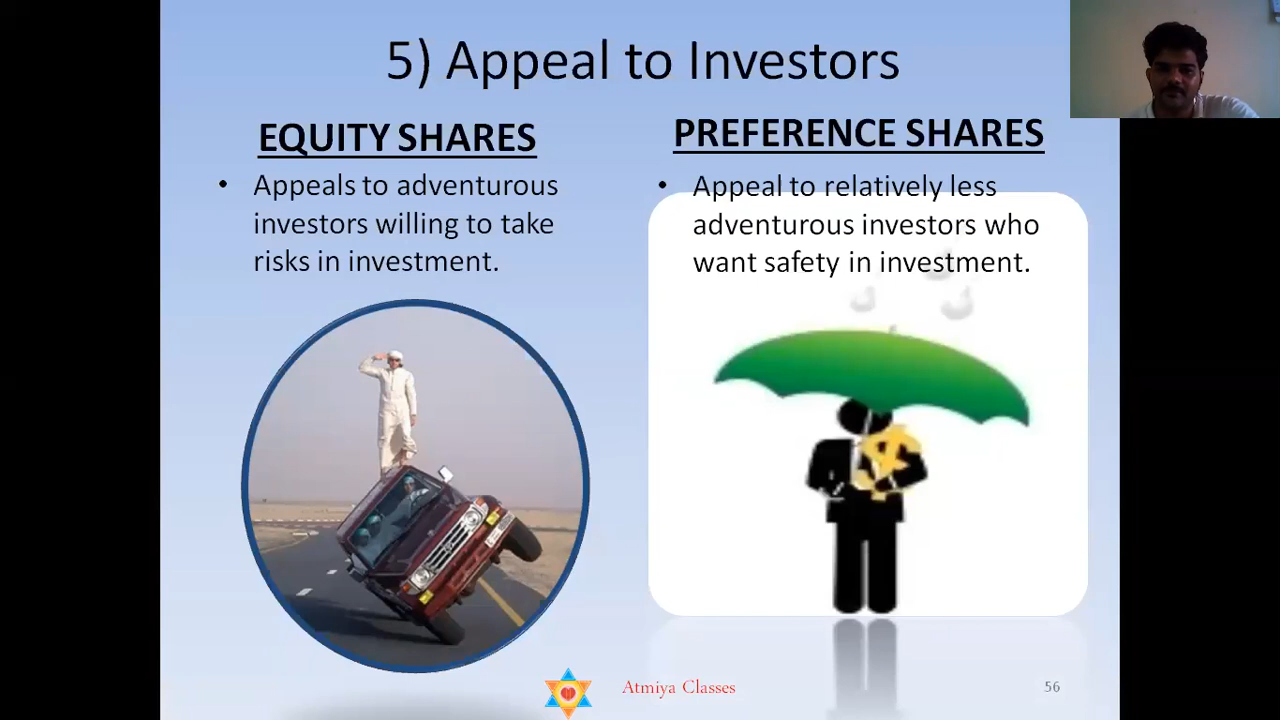 5) Appeal to Investors
EQUITY SHARES
• Appeals to adventurous
investors willing to take
risks in investment.
PREFERENCE SHARES
• Appeal to relatively less
adventurous investors who
want safety in investment.
Atmiya Classes
56